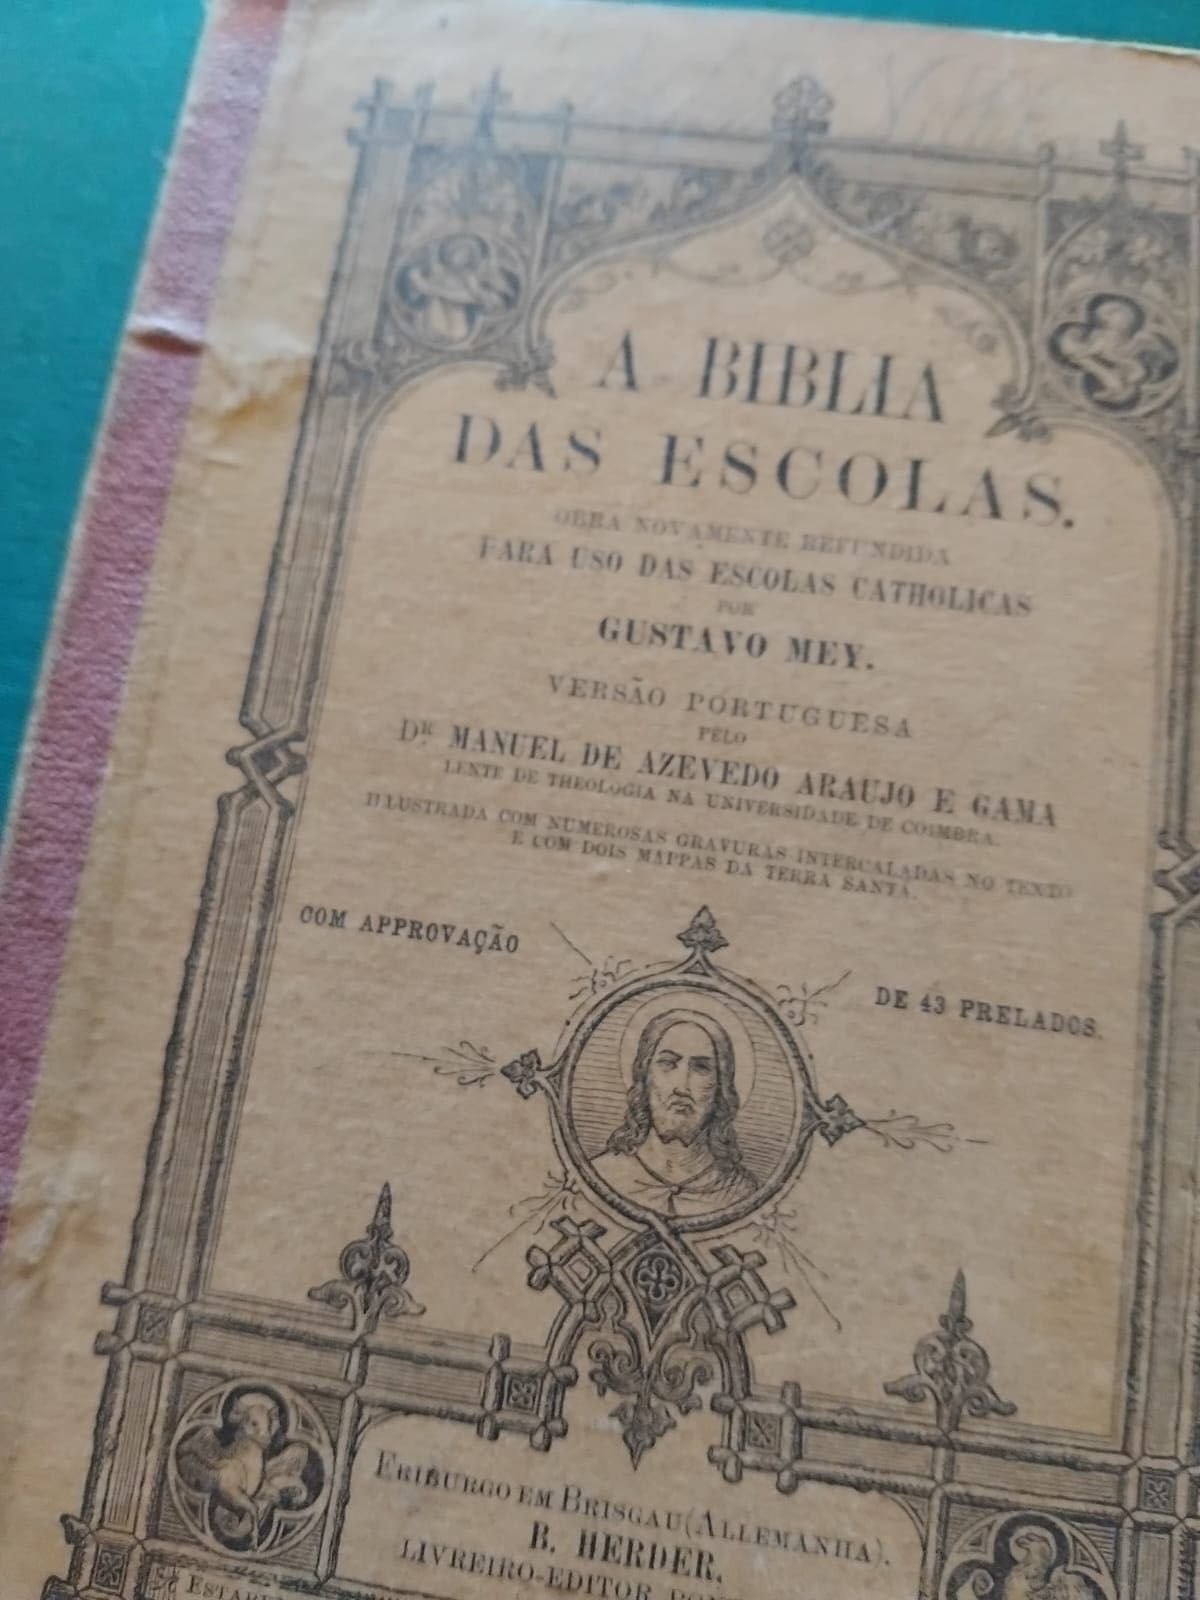 A BIBLIA
DAS ESCOLAS.
OBRA NOVAMENTE REFUNDIDA
PARA USO DAS ESCOLAS CATHOLICAS
POR
GUSTAVO MEY.
VERSÃO PORTUGUESA
PELO
DR. MANUEL DE AZEVEDO ARAUJO E GAMA
LENTE DE THEOLOGIA NA UNIVERSIDADE DE COIMBRA.
ILLUSTRADA COM NUMEROSAS GRAVURAS INTERCALADAS NO TEXTO
E COM DOIS MAPPAS DA TERRA SANTA.
COM APPROVAÇÃO
DE 43 PRELADOS.
FRIBURGO EM BRISGAU (ALLEMANHA).
B. HERDER,
LIVREIRO-EDITOR